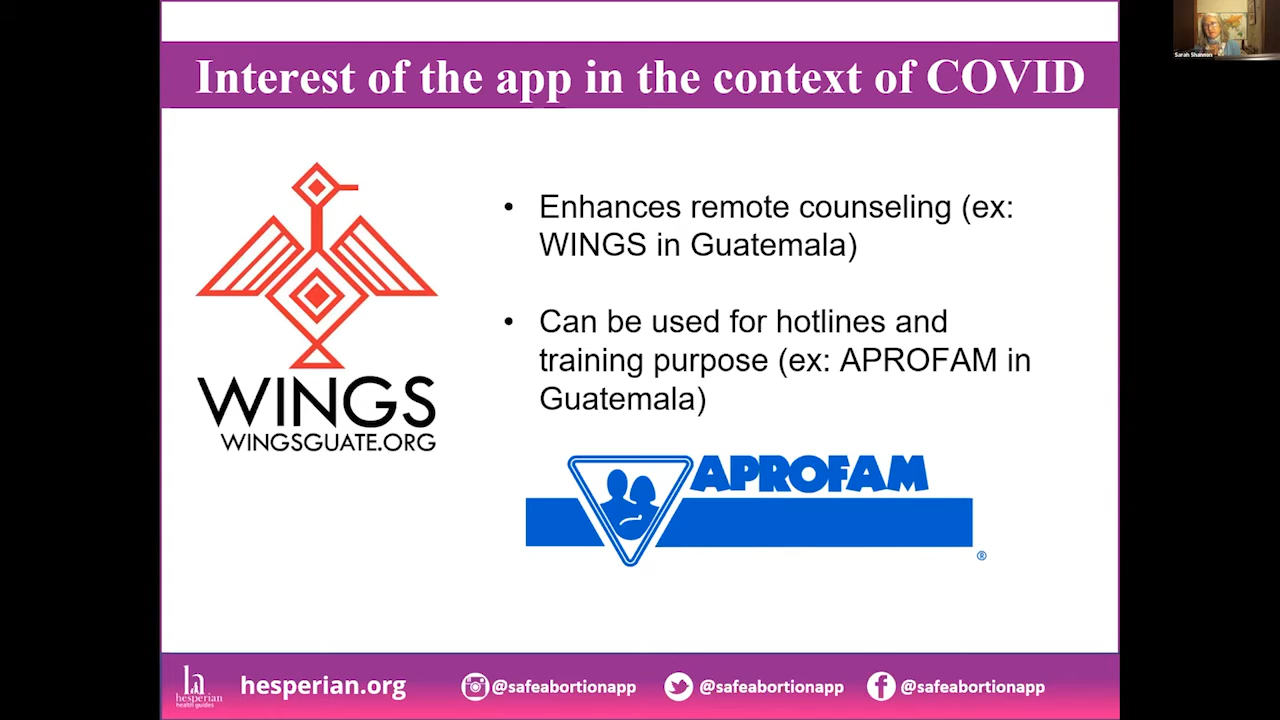 Sarah Shannon
Interest of the app in the context of COVID
WINGS
WINGSGUATE.ORG
• Enhances remote counseling (ex:
WINGS in Guatemala)
• Can be used for hotlines and
training purpose (ex: APROFAM in
Guatemala)
APROFAM
®
hesperian
health guides
hesperian.org
@safeabortionapp
@safeabortionapp
@safeabortionapp